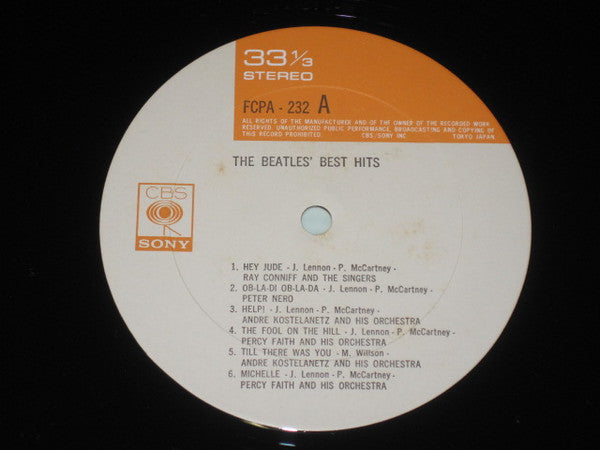 33 1/3
STEREO
FCPA - 232 A
ALL RIGHTS OF THE MANUFACTURER AND OF THE OWNER OF THE RECORDED WORK
RESERVED. UNAUTHORIZED PUBLIC PERFORMANCE, BROADCASTING AND COPYING OF
THIS RECORD PROHIBITED. CBS/SONY INC. TOKYO JAPAN
THE BEATLES' BEST HITS
CBS
SONY
1. HEY JUDE - J. Lennon - P. McCartney -
RAY CONNIFF AND THE SINGERS
2. OB-LA-DI OB-LA-DA - J. Lennon - P. McCartney -
PETER NERO
3. HELP! - J. Lennon - P. McCartney -
ANDRE KOSTELANETZ AND HIS ORCHESTRA
4. THE FOOL ON THE HILL - J. Lennon - P. McCartney -
PERCY FAITH AND HIS ORCHESTRA
5. TILL THERE WAS YOU - M. Willson -
ANDRE KOSTELANETZ AND HIS ORCHESTRA
6. MICHELLE - J. Lennon - P. McCartney -
PERCY FAITH AND HIS ORCHESTRA